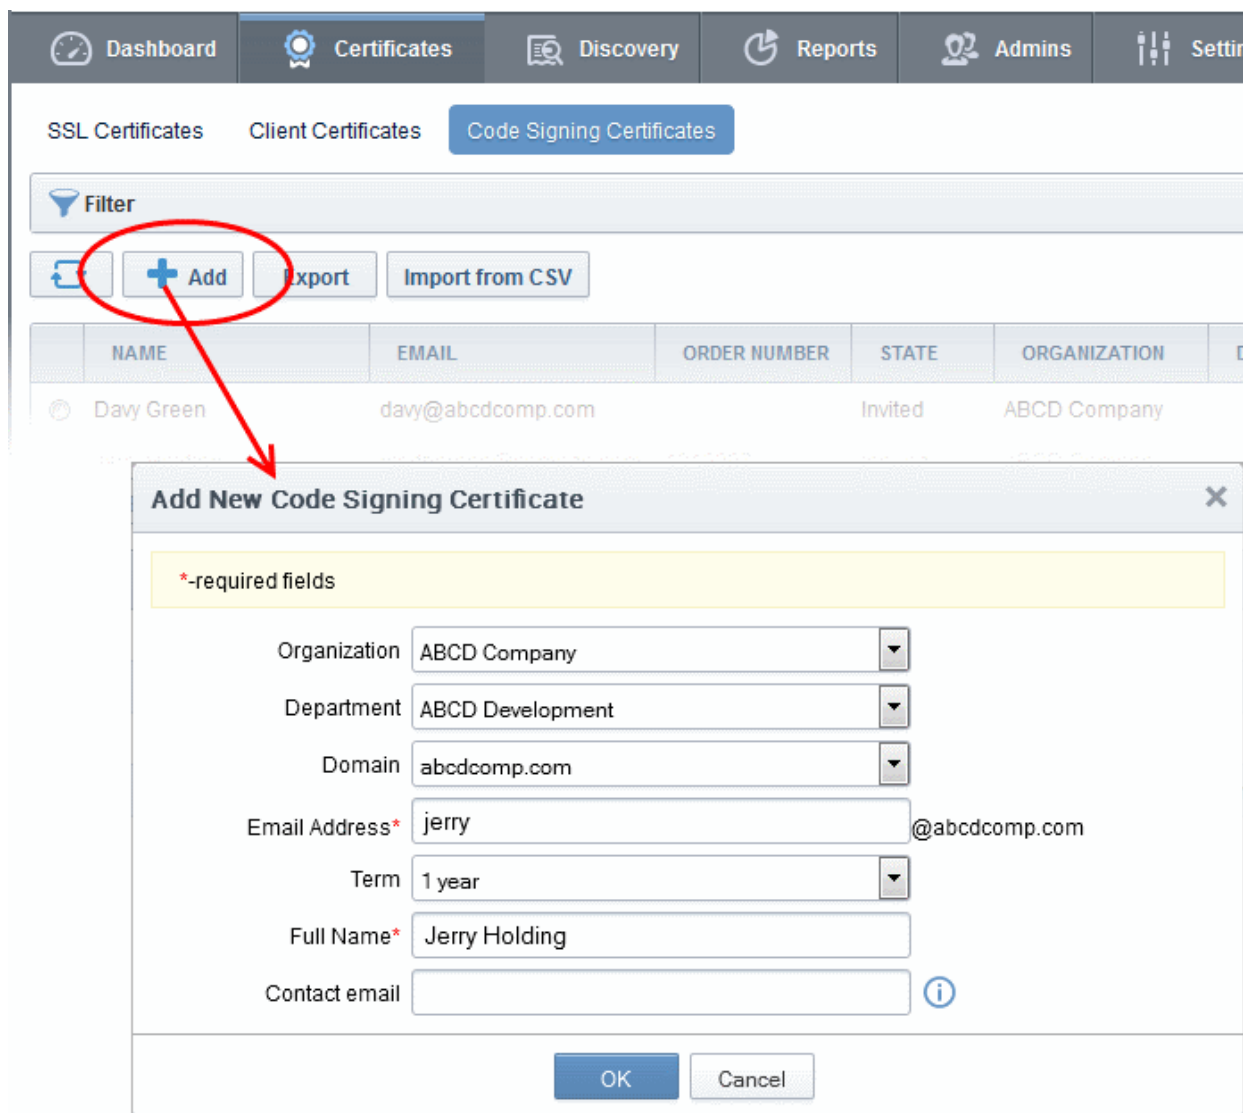 Dashboard Certificates Discovery Reports Admins Settin
SSL Certificates Client Certificates Code Signing Certificates
Filter
Add Export Import from CSV
NAME EMAIL ORDER NUMBER STATE ORGANIZATION D
Davy Green davy@abcdcomp.com Invited ABCD Company
Add New Code Signing Certificate
*-required fields
Organization ABCD Company
Department ABCD Development
Domain abcdcomp.com
Email Address* jerry @abcdcomp.com
Term 1 year
Full Name* Jerry Holding
Contact email
OK Cancel